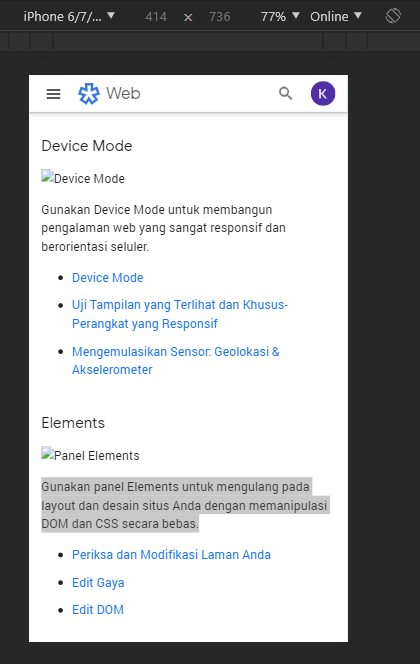 iPhone 6/7/... ▼ 414 × 736 77% ▼ Online ▼
Web K
Device Mode
Device Mode
Gunakan Device Mode untuk membangun
pengalaman web yang sangat responsif dan
berorientasi seluler.
• Device Mode
• Uji Tampilan yang Terlihat dan Khusus-
Perangkat yang Responsif
• Mengemulasikan Sensor: Geolokasi &
Akselerometer
Elements
Panel Elements
Gunakan panel Elements untuk mengulang pada
layout dan desain situs Anda dengan memanipulasi
DOM dan CSS secara bebas.
• Periksa dan Modifikasi Laman Anda
• Edit Gaya
• Edit DOM